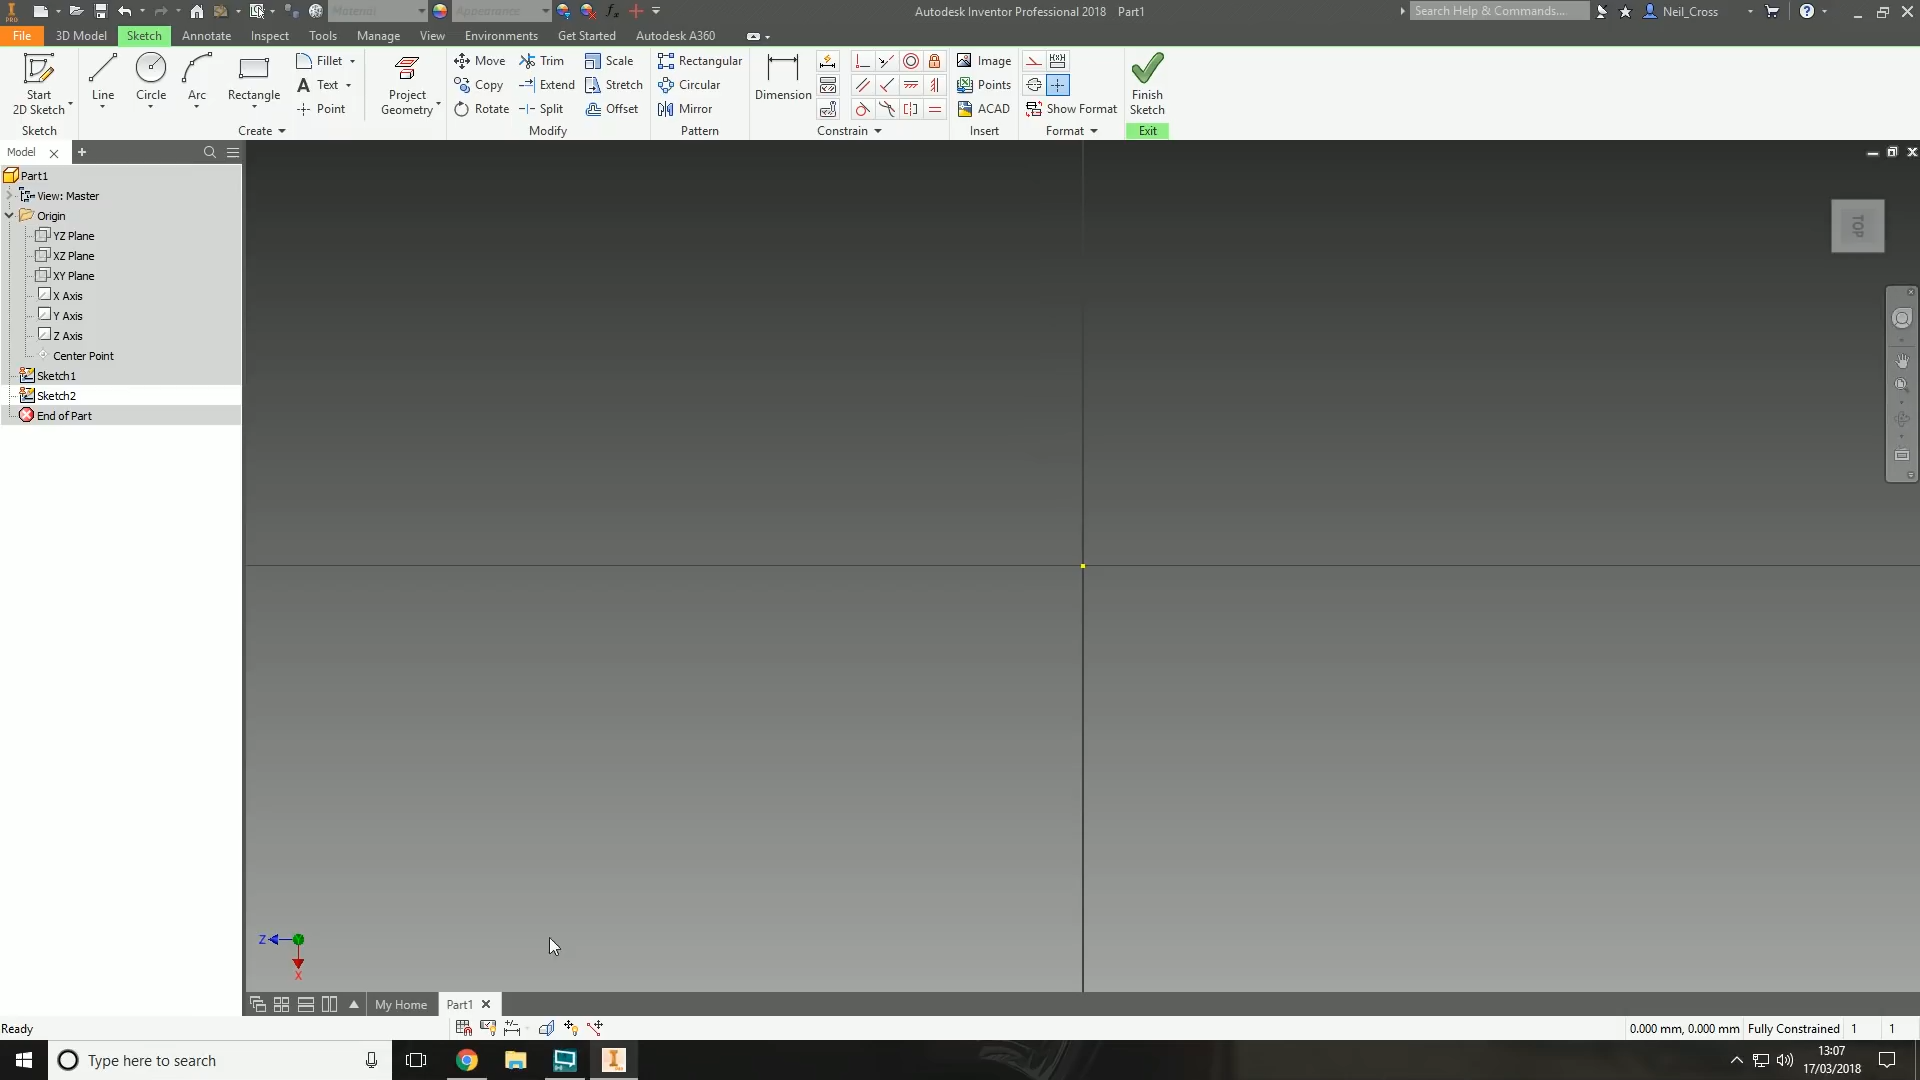 Material
Appearance
Autodesk Inventor Professional 2018 Part1
Search Help & Commands...
Neil_Cross
PRO
File 3D Model Sketch Annotate Inspect Tools Manage View Environments Get Started Autodesk A360
Start
2D Sketch
Line
Circle
Arc
Rectangle
Fillet
Text
Point
Project
Geometry
Move
Copy
Rotate
Trim
Extend
Split
Scale
Stretch
Offset
Rectangular
Circular
Mirror
Dimension
Image
Points
ACAD
Show Format
Finish
Sketch
Sketch Create Modify Pattern Constrain Insert Format Exit
Model
TOP
Part1
View: Master
Origin
YZ Plane
XZ Plane
XY Plane
X Axis
Y Axis
Z Axis
Center Point
Sketch1
Sketch2
End of Part
Z
X
My Home Part1
Ready
0.000 mm, 0.000 mm Fully Constrained 1 1
Type here to search
13:07
17/03/2018